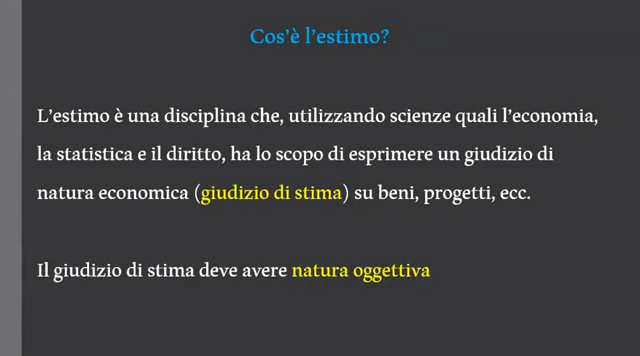 Cos’è l’estimo?
L’estimo è una disciplina che, utilizzando scienze quali l’economia,
la statistica e il diritto, ha lo scopo di esprimere un giudizio di
natura economica (giudizio di stima) su beni, progetti, ecc.
Il giudizio di stima deve avere natura oggettiva